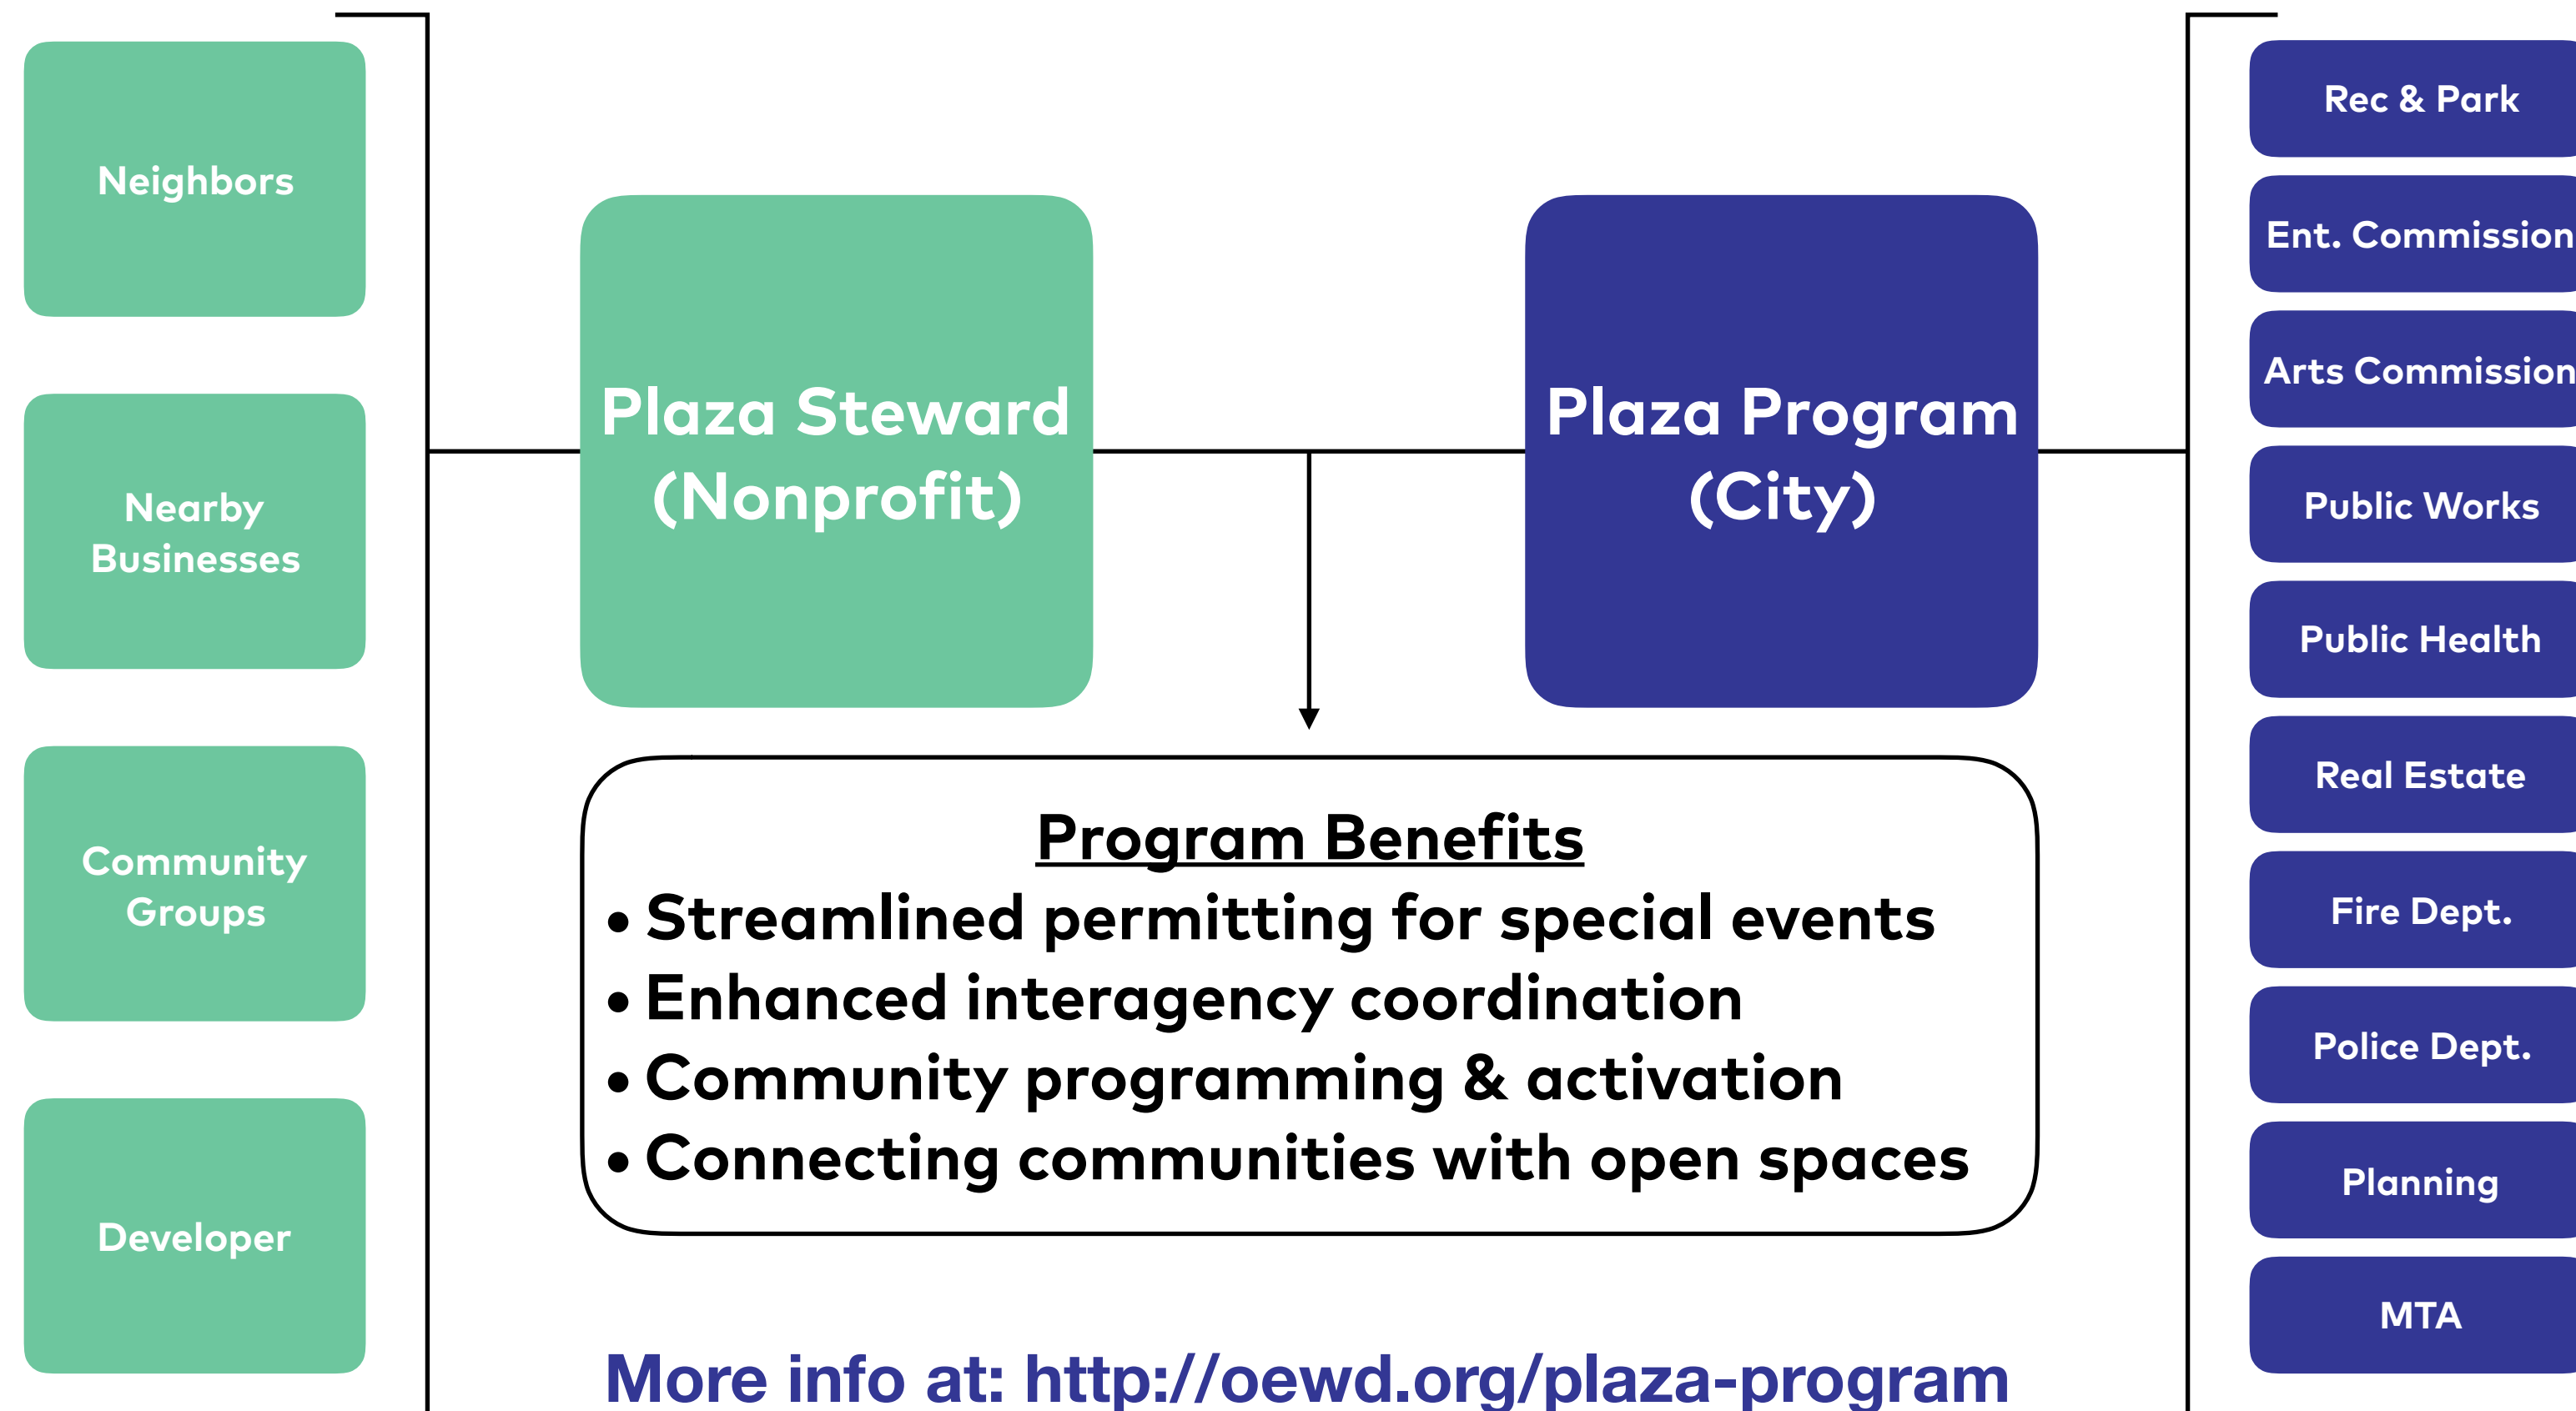 Neighbors
Nearby
Businesses
Community
Groups
Developer
Plaza Steward
(Nonprofit)
Plaza Program
(City)
Program Benefits
• Streamlined permitting for special events
• Enhanced interagency coordination
• Community programming & activation
• Connecting communities with open spaces
More info at: http://oewd.org/plaza-program
Rec & Park
Ent. Commission
Arts Commission
Public Works
Public Health
Real Estate
Fire Dept.
Police Dept.
Planning
MTA